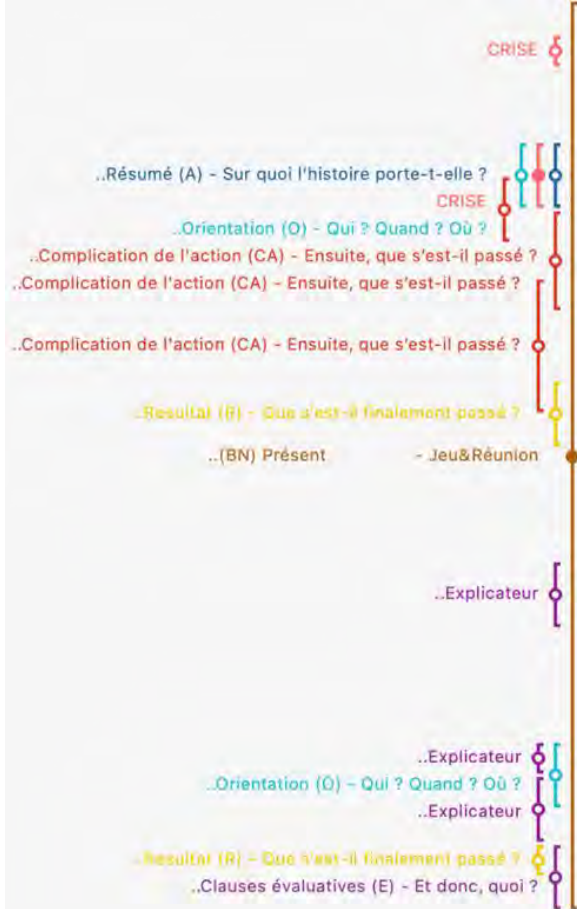 CRISE
..Résumé (A) - Sur quoi l'histoire porte-t-elle ?
CRISE
..Orientation (O) - Qui ? Quand ? Où ?
..Complication de l'action (CA) - Ensuite, que s'est-il passé ?
..Complication de l'action (CA) - Ensuite, que s'est-il passé ?
..Complication de l'action (CA) - Ensuite, que s'est-il passé ?
..Résultat (R) - Que s'est-il finalement passé ?
..(BN) Présent - Jeu&Réunion
..Explicateur
..Explicateur
..Orientation (O) - Qui ? Quand ? Où ?
..Explicateur
..Résultat (R) - Que s'est-il finalement passé ?
..Clauses évaluatives (E) - Et donc, quoi ?